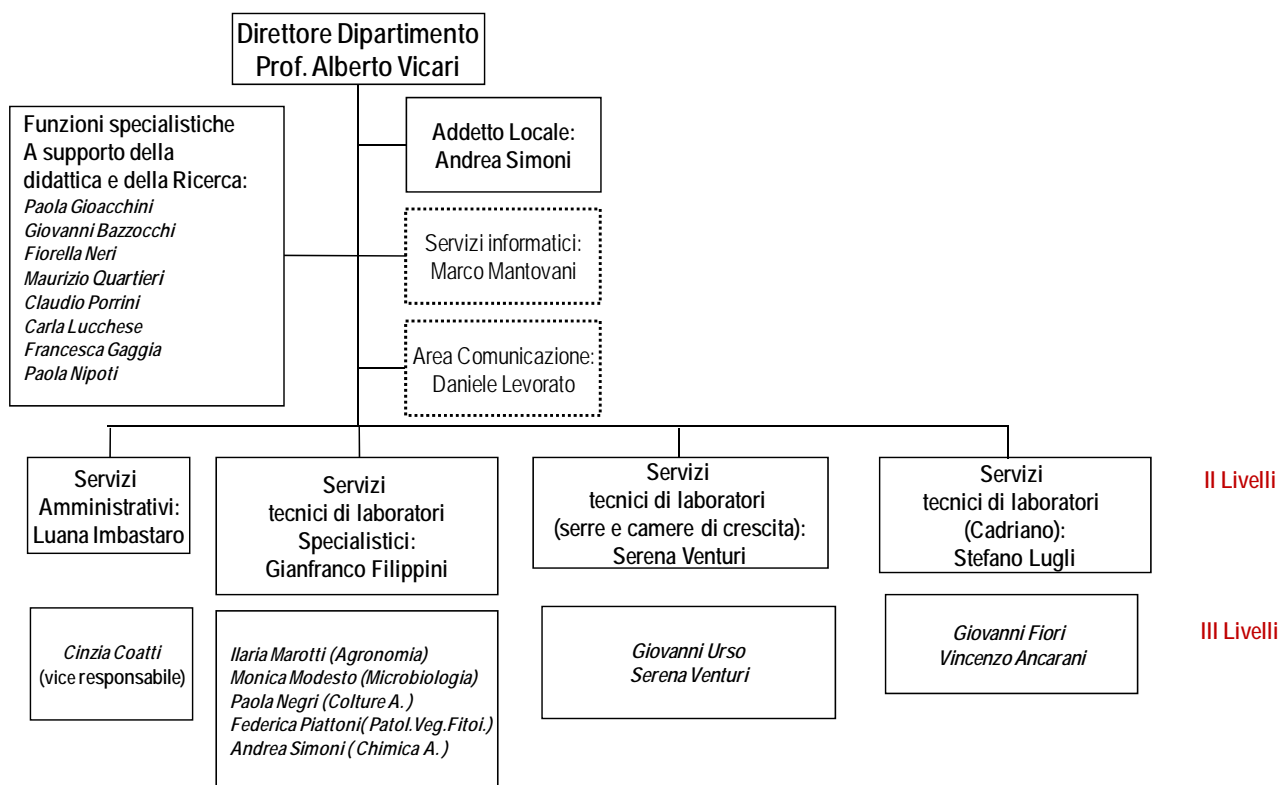 Direttore Dipartimento
Prof. Alberto Vicari
Funzioni specialistiche
A supporto della
didattica e della Ricerca:
Paola Gioacchini
Giovanni Bazzocchi
Fiorella Neri
Maurizio Quartieri
Claudio Porrini
Carla Lucchese
Francesca Gaggia
Paola Nipoti
Addetto Locale:
Andrea Simoni
Servizi informatici:
Marco Mantovani
Area Comunicazione:
Daniele Levorato
Servizi
Amministrativi:
Luana Imbastaro
Servizi
tecnici di laboratori
Specialistici:
Gianfranco Filippini
Servizi
tecnici di laboratori
(serre e camere di crescita):
Serena Venturi
Servizi
tecnici di laboratori
(Cadriano):
Stefano Lugli
II Livelli
Cinzia Coatti
(vice responsabile)
Ilaria Marotti (Agronomia)
Monica Modesto (Microbiologia)
Paola Negri (Colture A.)
Federica Piattoni( Patol.Veg.Fitoi.)
Andrea Simoni ( Chimica A. )
Giovanni Urso
Serena Venturi
Giovanni Fiori
Vincenzo Ancarani
III Livelli